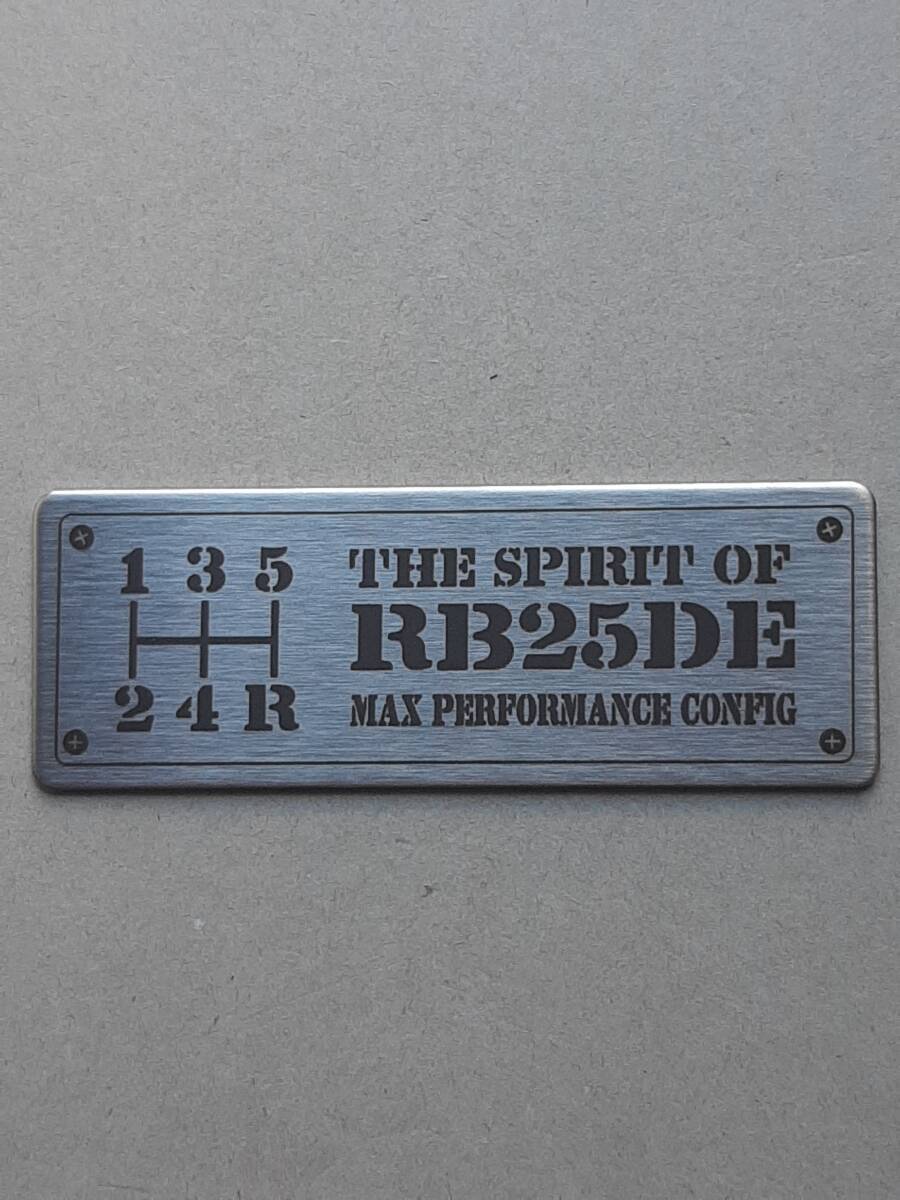 1 3 5
2 4 R
THE SPIRIT OF
RB25DE
MAX PERFORMANCE CONFIG